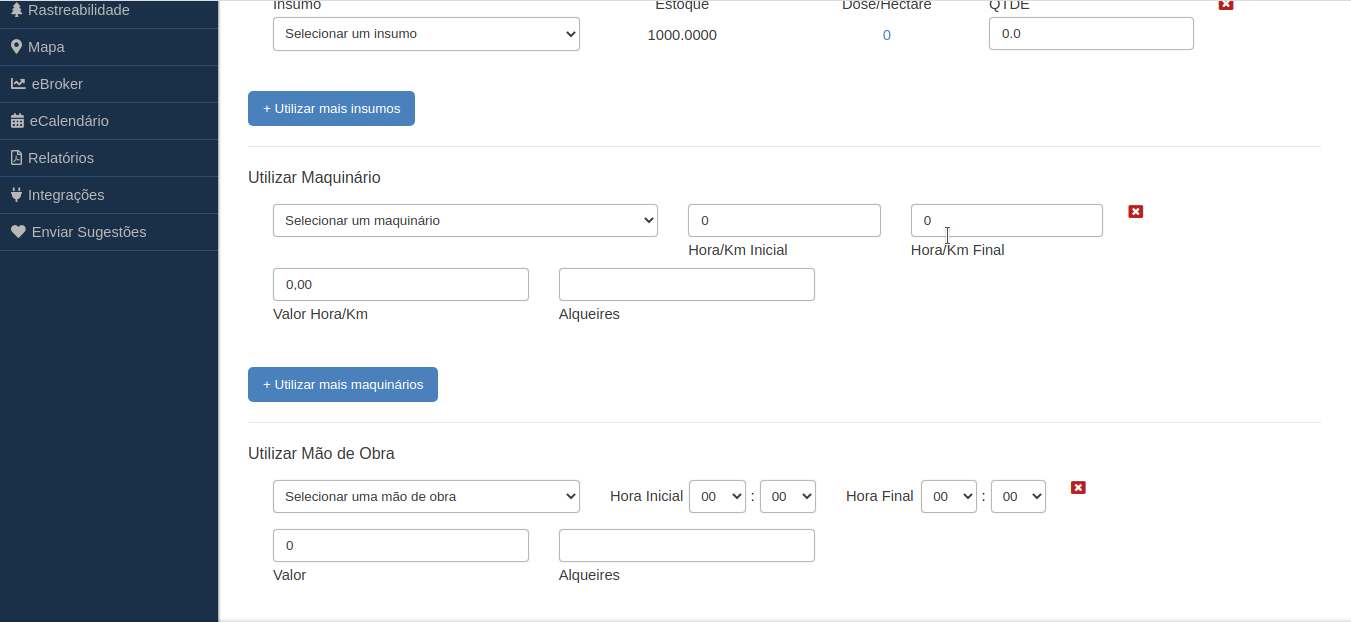 Rastreabilidade
Mapa
eBroker
eCalendário
Relatórios
Integrações
Enviar Sugestões
Insumo Estoque Dose/Hectare QTDE
Selecionar um insumo 1000.0000 0 0.0
+ Utilizar mais insumos
Utilizar Maquinário
Selecionar um maquinário 0 0
Hora/Km Inicial Hora/Km Final
0,00
Valor Hora/Km Alqueires
+ Utilizar mais maquinários
Utilizar Mão de Obra
Selecionar uma mão de obra Hora Inicial 00 : 00 Hora Final 00 : 00
0
Valor Alqueires